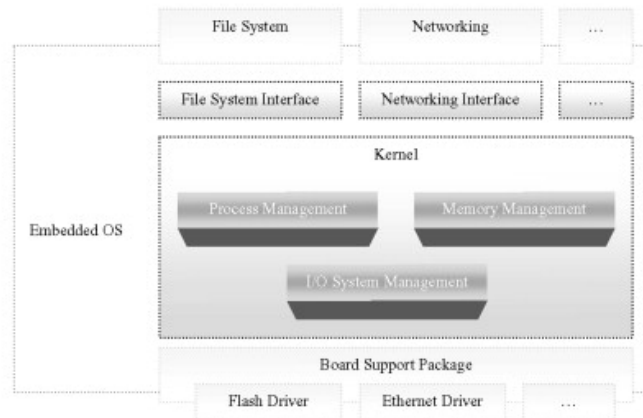 File System
Networking
...
File System Interface
Networking Interface
...
Kernel
Process Management
Memory Management
Embedded OS
I/O System Management
Board Support Package
Flash Driver
Ethernet Driver
...